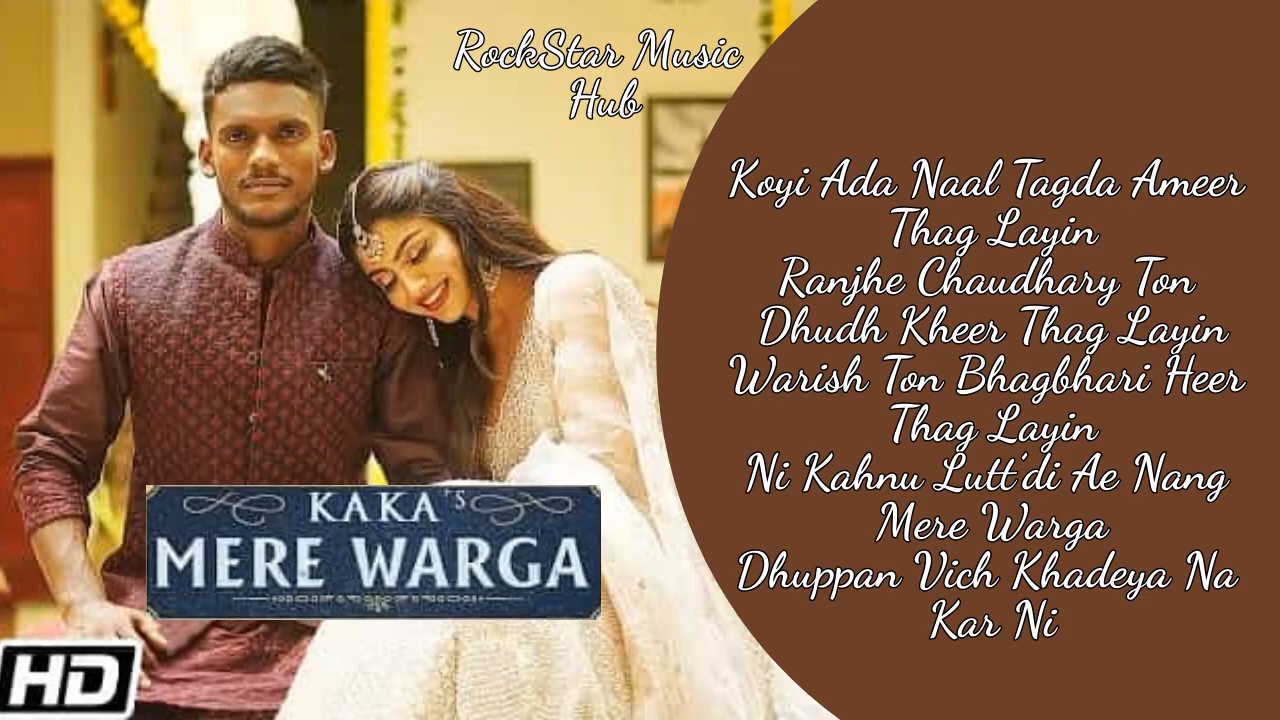 RockStar Music
Hub
Koyi Ada Naal Tagda Ameer
Thag Layin
Ranjhe Chaudhary Ton
Dhudh Kheer Thag Layin
Warish Ton Bhagbhari Heer
Thag Layin
Ni Kahnu Lutt'di Ae Nang
Mere Warga
Dhuppan Vich Khadeya Na
Kar Ni
KAKA'S
MERE WARGA
HD